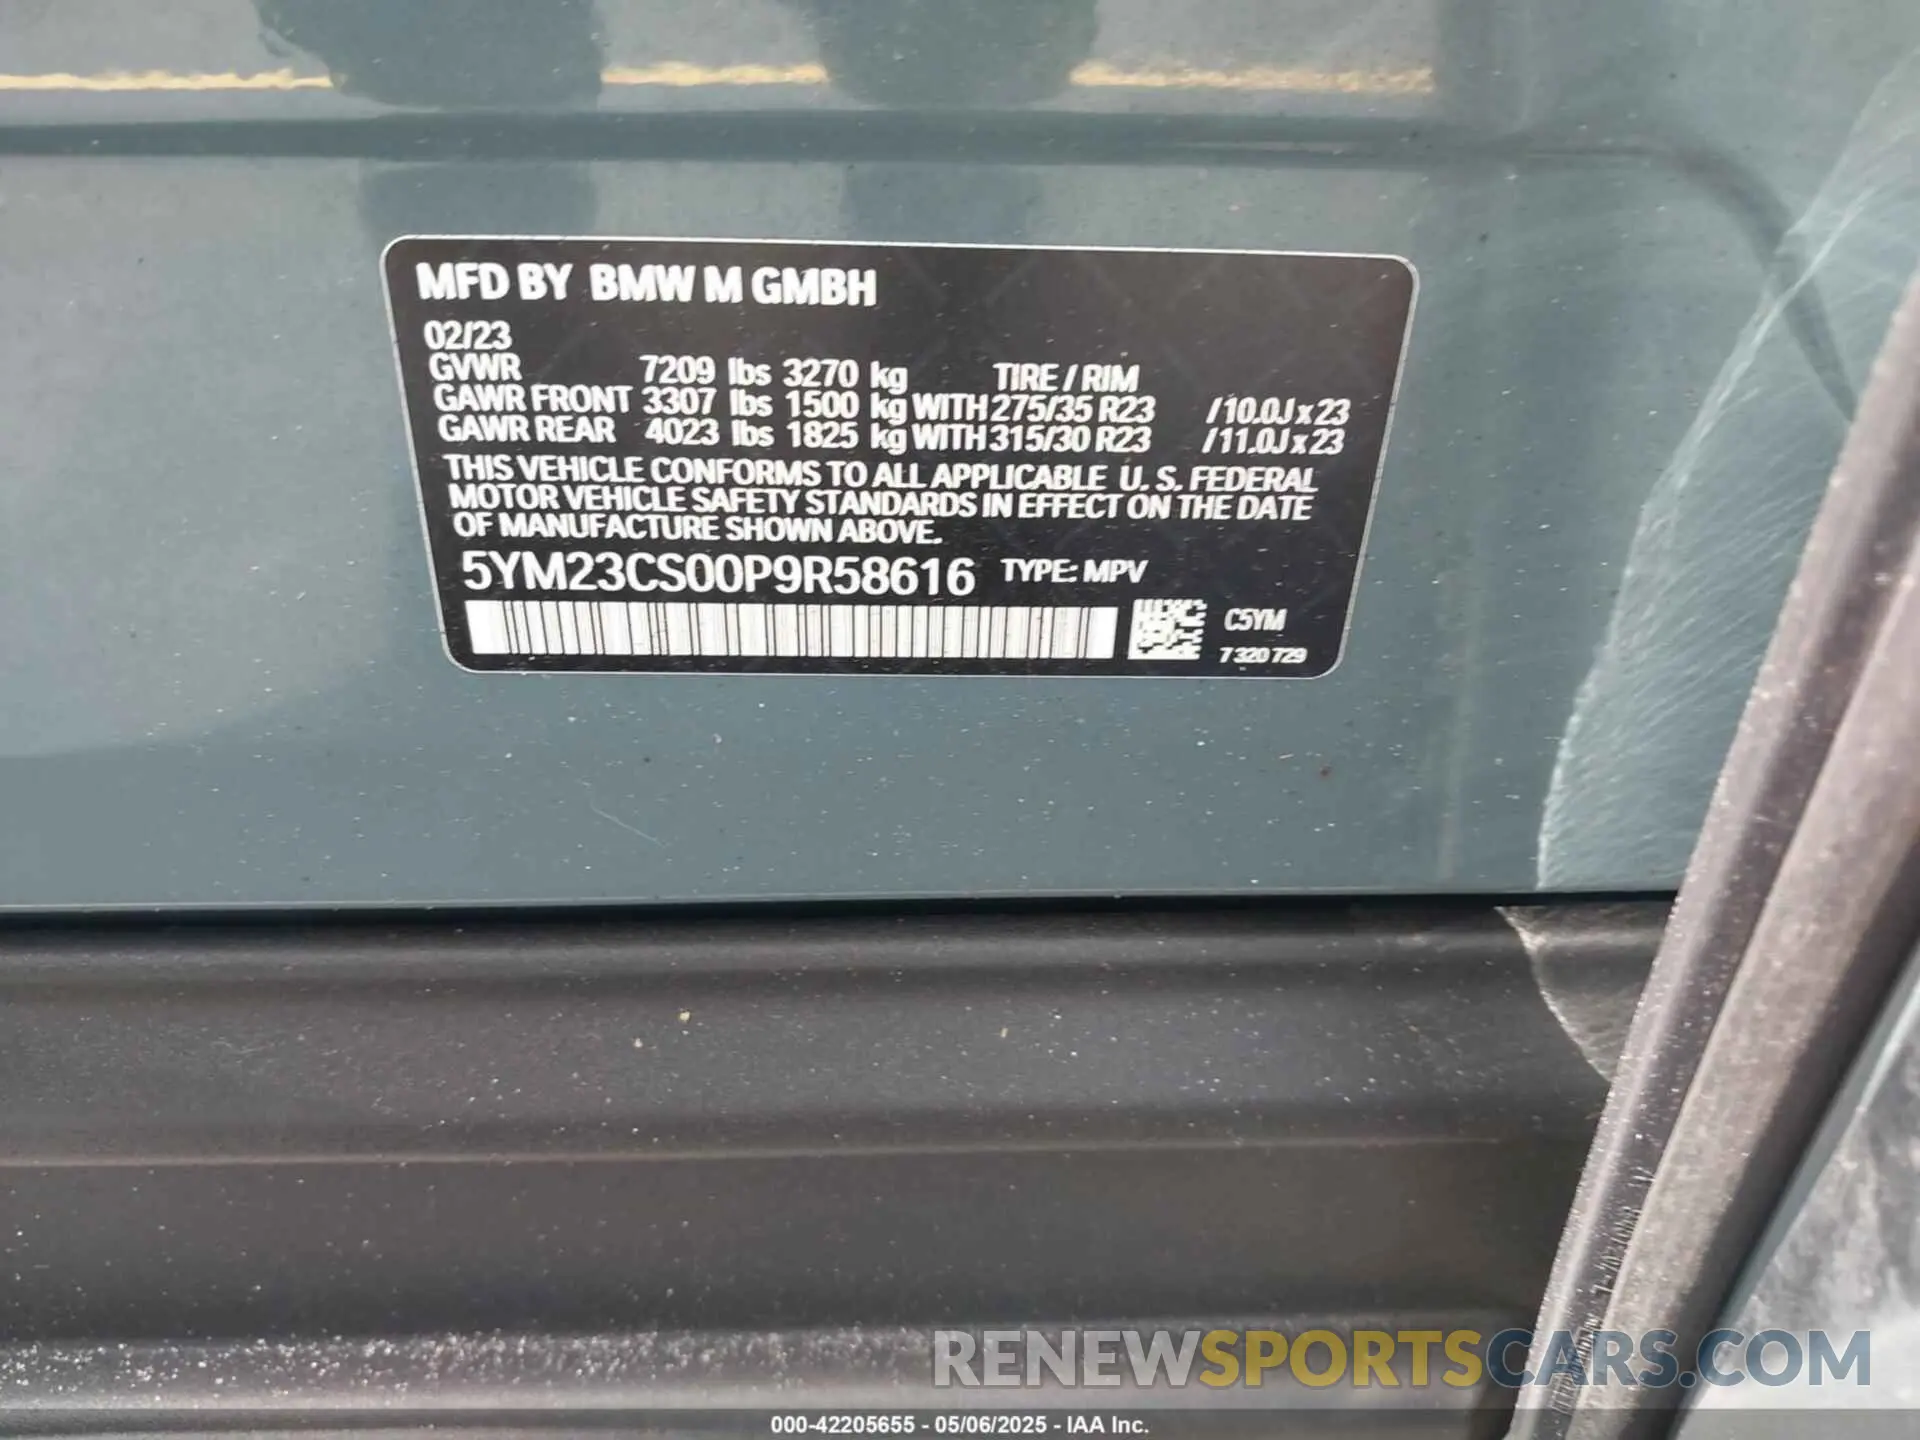 MFD BY BMW M GMBH
02/23
GVWR 7209 lbs 3270 kg TIRE / RIM
GAWR FRONT 3307 lbs 1500 kg WITH 275/35 R23 /10.0J x 23
GAWR REAR 4023 lbs 1825 kg WITH 315/30 R23 /11.0J x 23
THIS VEHICLE CONFORMS TO ALL APPLICABLE U. S. FEDERAL
MOTOR VEHICLE SAFETY STANDARDS IN EFFECT ON THE DATE
OF MANUFACTURE SHOWN ABOVE.
5YM23CS00P9R58616 TYPE: MPV
C5YM
7 320 729
RENEWSPORTSCARS.COM
000-42205655 - 05/06/2025 - IAA Inc.